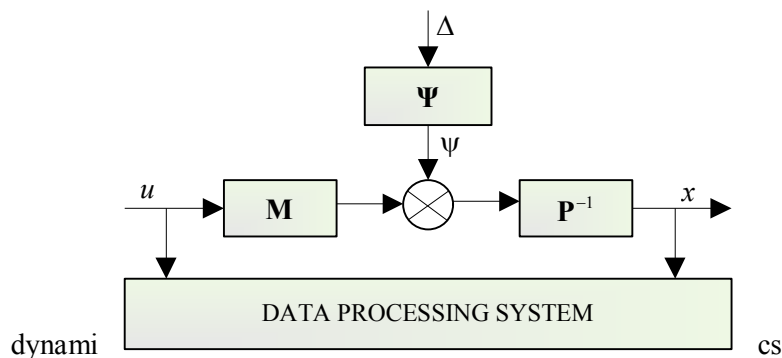 Δ
Ψ
ψ
u
M
P⁻¹
x
DATA PROCESSING SYSTEM
dynami cs